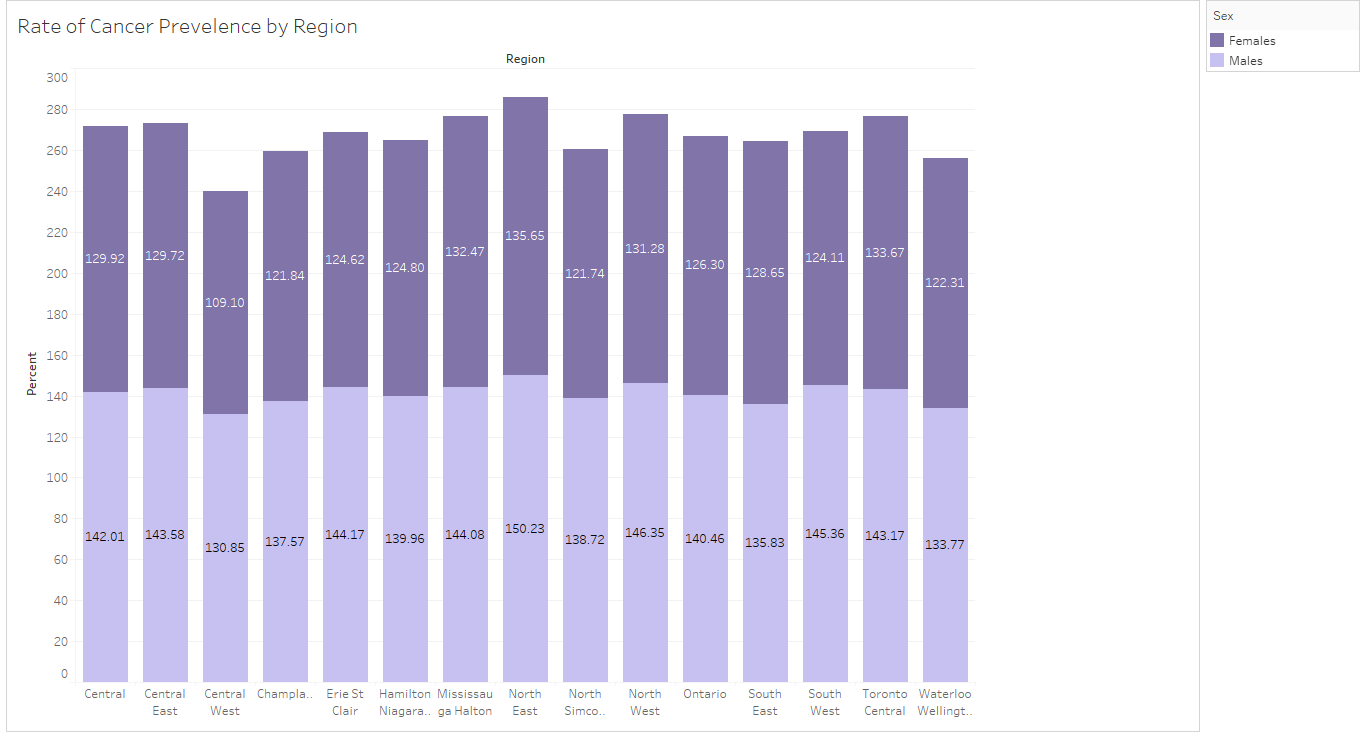 Rate of Cancer Prevelence by Region
Sex
Females
Males
Region
Percent
300
280
260
240
220
200
180
160
140
120
100
80
60
40
20
0
129.92
129.72
109.10
121.84
124.62
124.80
132.47
135.65
121.74
131.28
126.30
128.65
124.11
133.67
122.31
142.01
143.58
130.85
137.57
144.17
139.96
144.08
150.23
138.72
146.35
140.46
135.83
145.36
143.17
133.77
Central
Central
East
Central
West
Champla..
Erie St
Clair
Hamilton
Niagara..
Mississau
ga Halton
North
East
North
Simco..
North
West
Ontario
South
East
South
West
Toronto
Central
Waterloo
Wellingt..